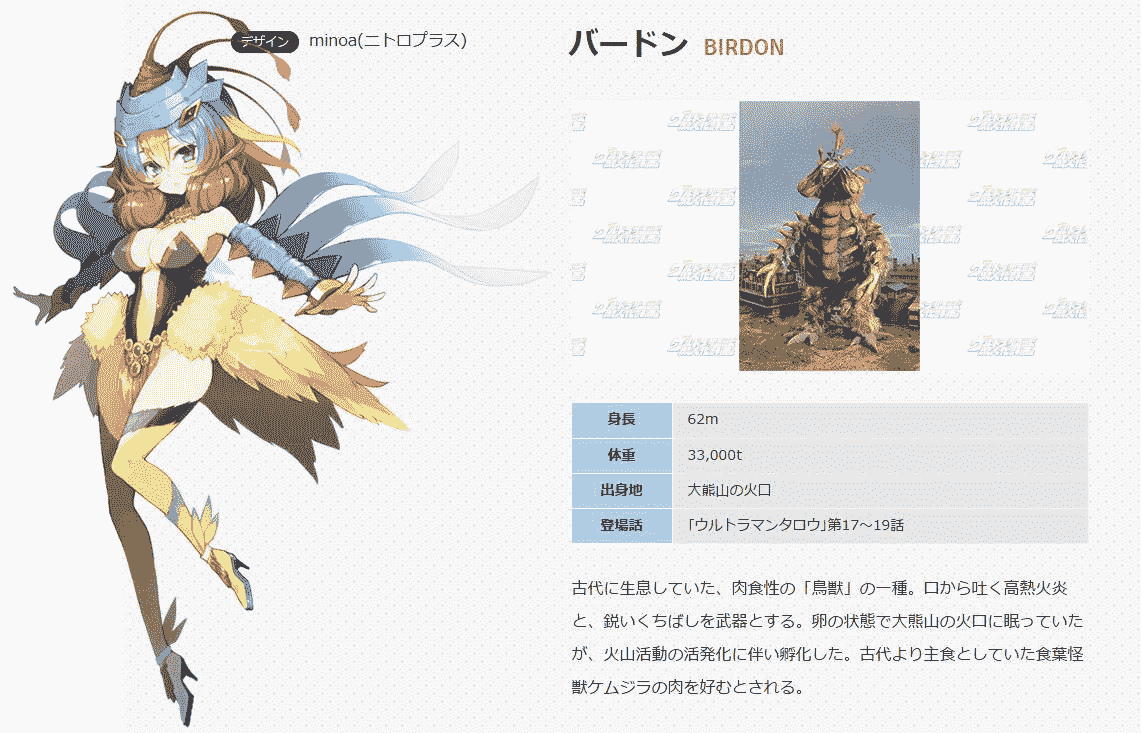 デザイン minoa(ニトロプラス)
バードン BIRDON
身長 62m
体重 33,000t
出身地 大熊山の火口
登場話 「ウルトラマンタロウ」第17～19話
古代に生息していた、肉食性の「鳥獣」の一種。口から吐く高熱火炎
と、鋭いくちばしを武器とする。卵の状態で大熊山の火口に眠っていた
が、火山活動の活発化に伴い孵化した。古代より主食としていた食葉怪
獣ケムジラの肉を好むとされる。